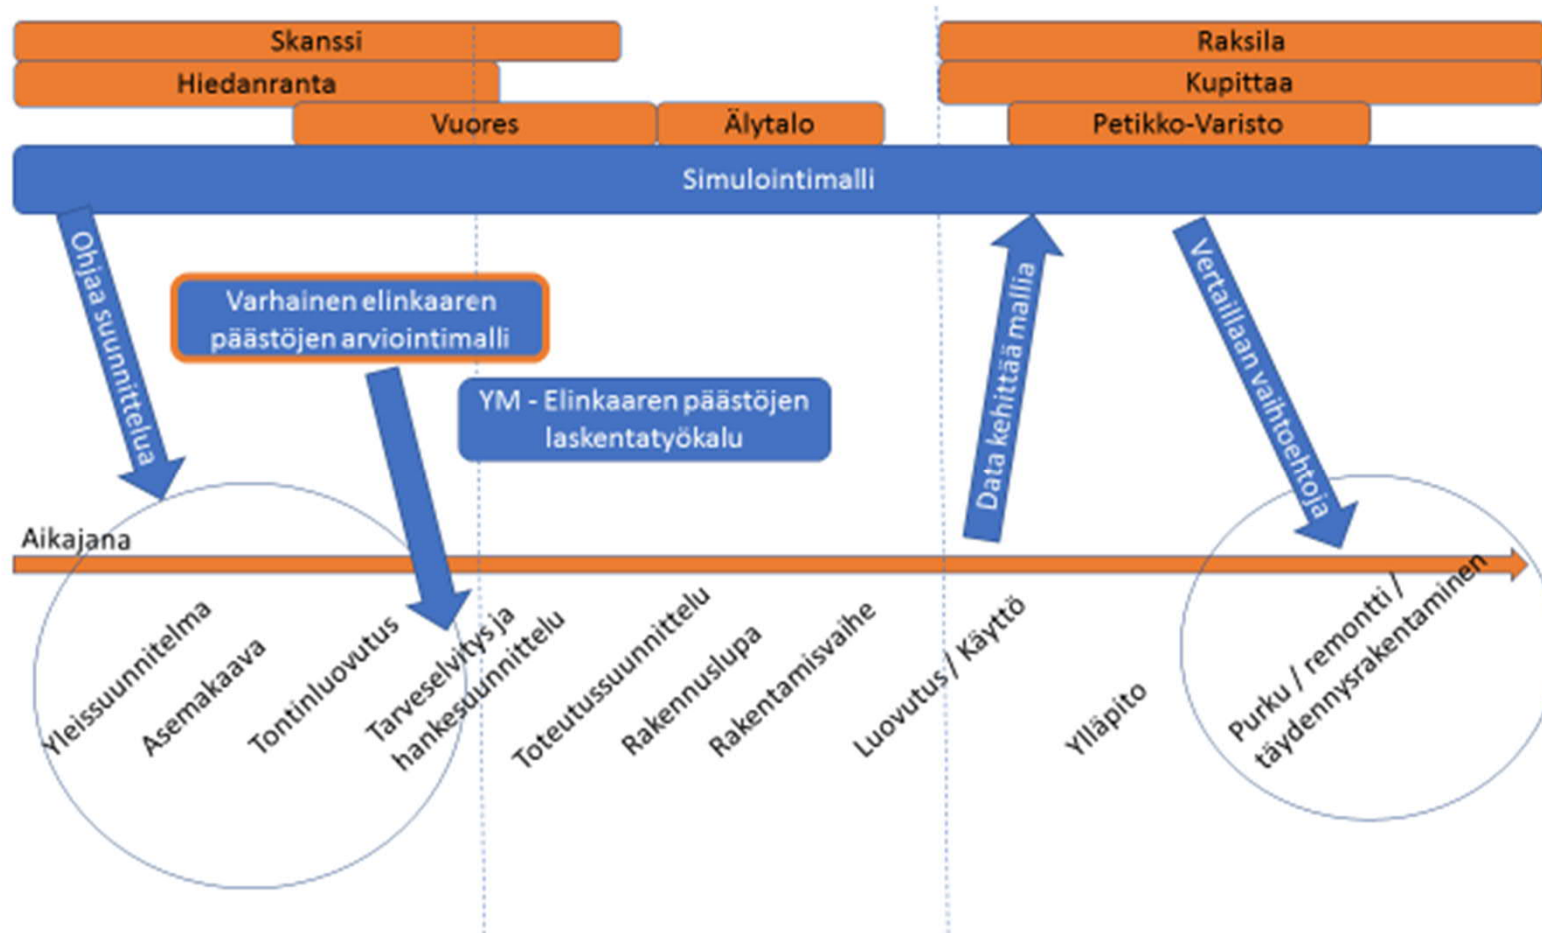 Skanssi
Raksila
Hiedanranta
Kupittaa
Vuores
Älytalo
Petikko-Varisto
Simulointimalli
Ohjaa suunnittelua
Varhainen elinkaaren
päästöjen arviointimalli
YM - Elinkaaren päästöjen
laskentatyökalu
Data kehittää mallia
Vertaillaan vaihtoehtoja
Aikajana
Yleissuunnitelma
Asemakaava
Tontinluovutus
Tarveselvitys ja
hankesuunnittelu
Toteutussuunnittelu
Rakennuslupa
Rakentamisvaihe
Luovutus / Käyttö
Ylläpito
Purku / remontti /
täydennysrakentaminen